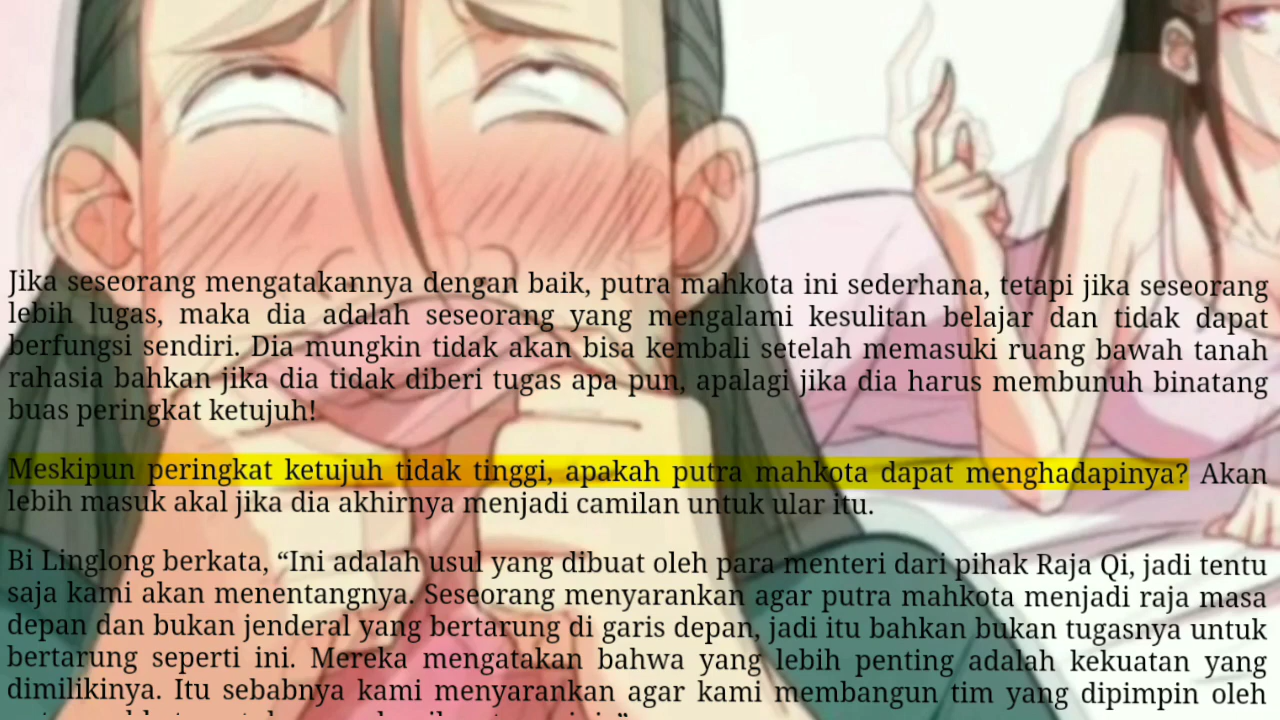 Jika seseorang mengatakannya dengan baik, putra mahkota ini sederhana, tetapi jika seseorang
lebih lugas, maka dia adalah seseorang yang mengalami kesulitan belajar dan tidak dapat
berfungsi sendiri. Dia mungkin tidak akan bisa kembali setelah memasuki ruang bawah tanah
rahasia bahkan jika dia tidak diberi tugas apa pun, apalagi jika dia harus membunuh binatang
buas peringkat ketujuh!
Meskipun peringkat ketujuh tidak tinggi, apakah putra mahkota dapat menghadapinya? Akan
lebih masuk akal jika dia akhirnya menjadi camilan untuk ular itu.
Bi Linglong berkata, “Ini adalah usul yang dibuat oleh para menteri dari pihak Raja Qi, jadi tentu
saja kami akan menentangnya. Seseorang menyarankan agar putra mahkota menjadi raja masa
depan dan bukan jenderal yang bertarung di garis depan, jadi itu bahkan bukan tugasnya untuk
bertarung seperti ini. Mereka mengatakan bahwa yang lebih penting adalah kekuatan yang
dimilikinya. Itu sebabnya kami menyarankan agar kami membangun tim yang dipimpin oleh